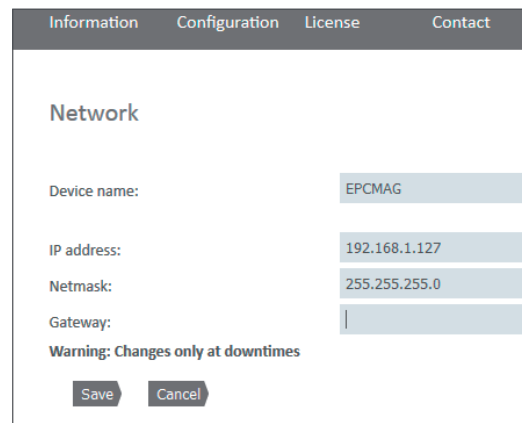 Information Configuration License Contact
Network
Device name: EPCMAG
IP address: 192.168.1.127
Netmask: 255.255.255.0
Gateway:
Warning: Changes only at downtimes
Save Cancel